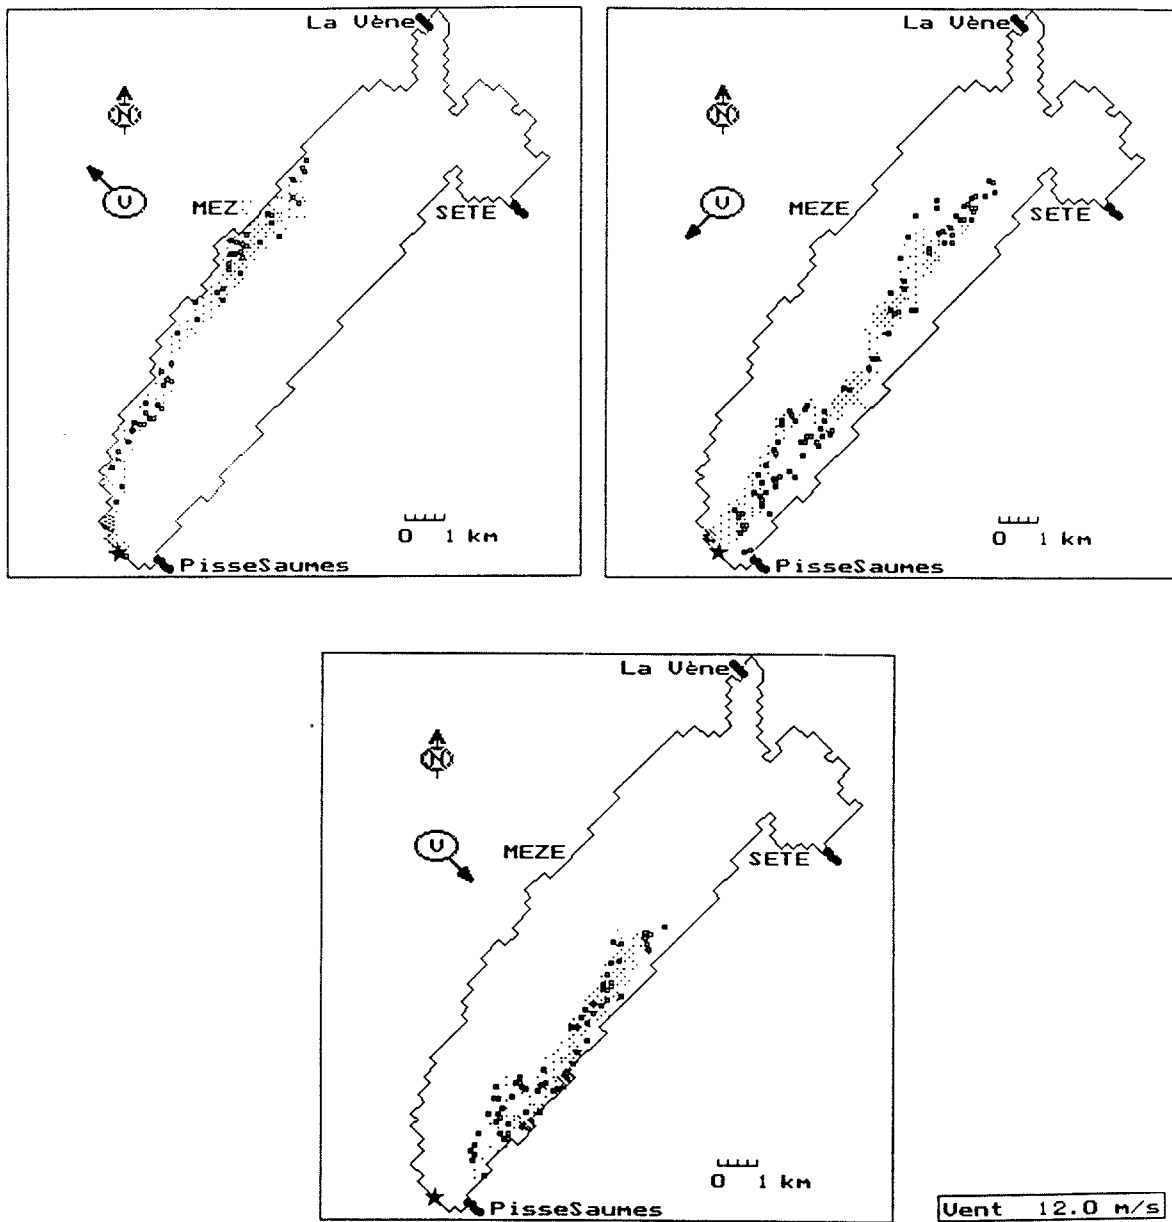 La Vène
N
V
MEZ
SETE
0 1 km
PisseSaumes
La Vène
N
V
MEZE
SETE
0 1 km
PisseSaumes
La Vène
N
V
MEZE
SETE
0 1 km
PisseSaumes
Vent 12.0 m/s